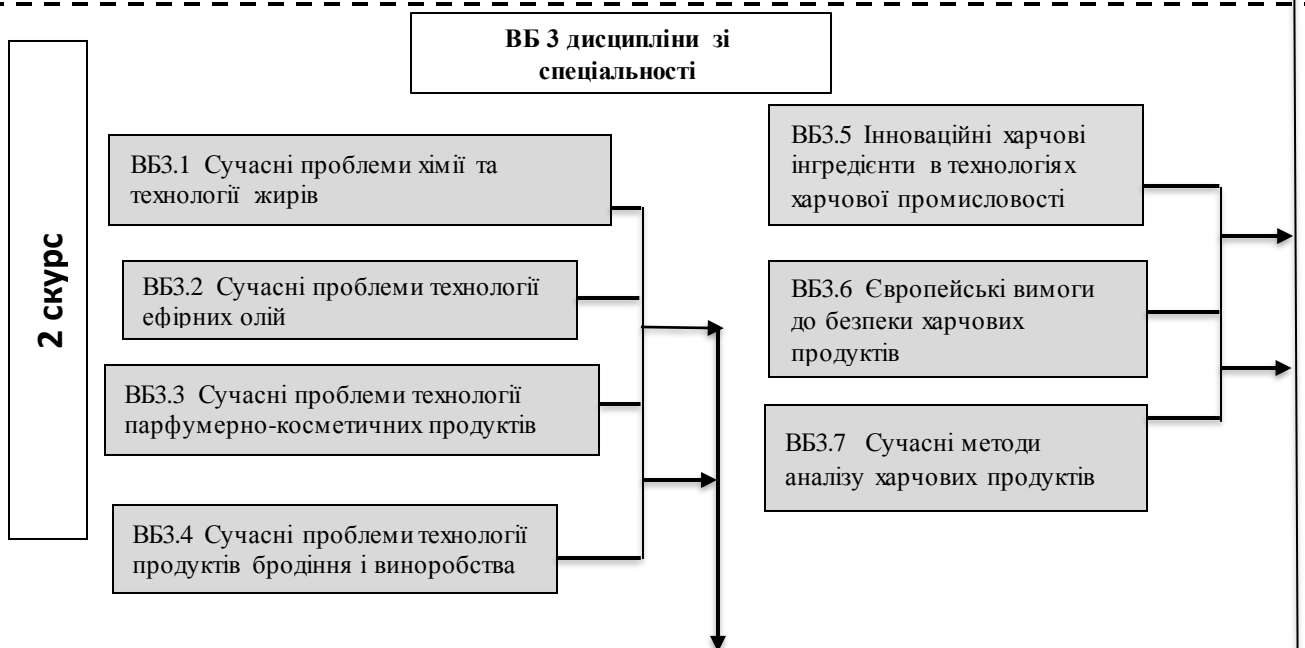 ВБ 3 дисципліни зі
спеціальності
2 скурс
ВБ3.1 Сучасні проблеми хімії та
технології жирів
ВБ3.2 Сучасні проблеми технології
ефірних олій
ВБ3.3 Сучасні проблеми технології
парфумерно-косметичних продуктів
ВБ3.4 Сучасні проблеми технології
продуктів бродіння і виноробства
ВБ3.5 Інноваційні харчові
інгредієнти в технологіях
харчової промисловості
ВБ3.6 Європейські вимоги
до безпеки харчових
продуктів
ВБ3.7 Сучасні методи
аналізу харчових продуктів